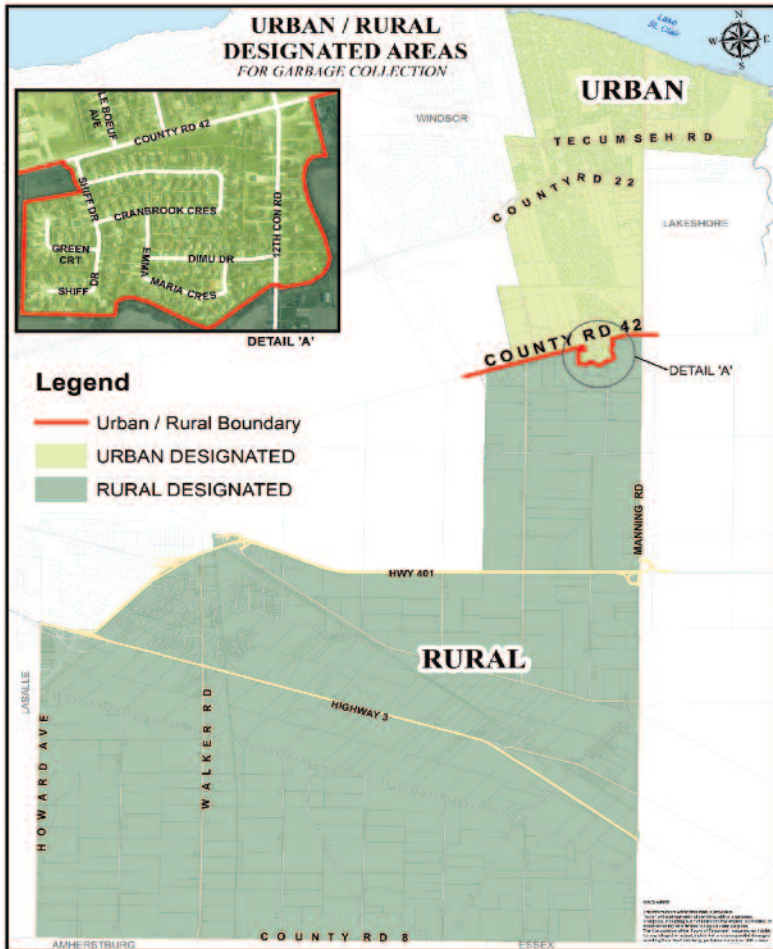 URBAN / RURAL
DESIGNATED AREAS
FOR GARBAGE COLLECTION
Lake
St. Clair
N
W
E
S
URBAN
WINDSOR
TECUMSEH RD
COUNTY RD 22
LAKESHORE
LE BOEUF
AVE
COUNTY RD 42
SHIFF DR
CRANBROOK CRES
12TH CON RD
GREEN
CRT
EMMA
DIMU DR
SHIFF
DR
MARIA CRES
DETAIL 'A'
COUNTY RD 42
DETAIL 'A'
Legend
Urban / Rural Boundary
URBAN DESIGNATED
RURAL DESIGNATED
MANNING RD
HWY 401
RURAL
LASALLE
HIGHWAY 3
HOWARD AVE
WALKER RD
COUNTY RD 8
AMHERSTBURG
ESSEX